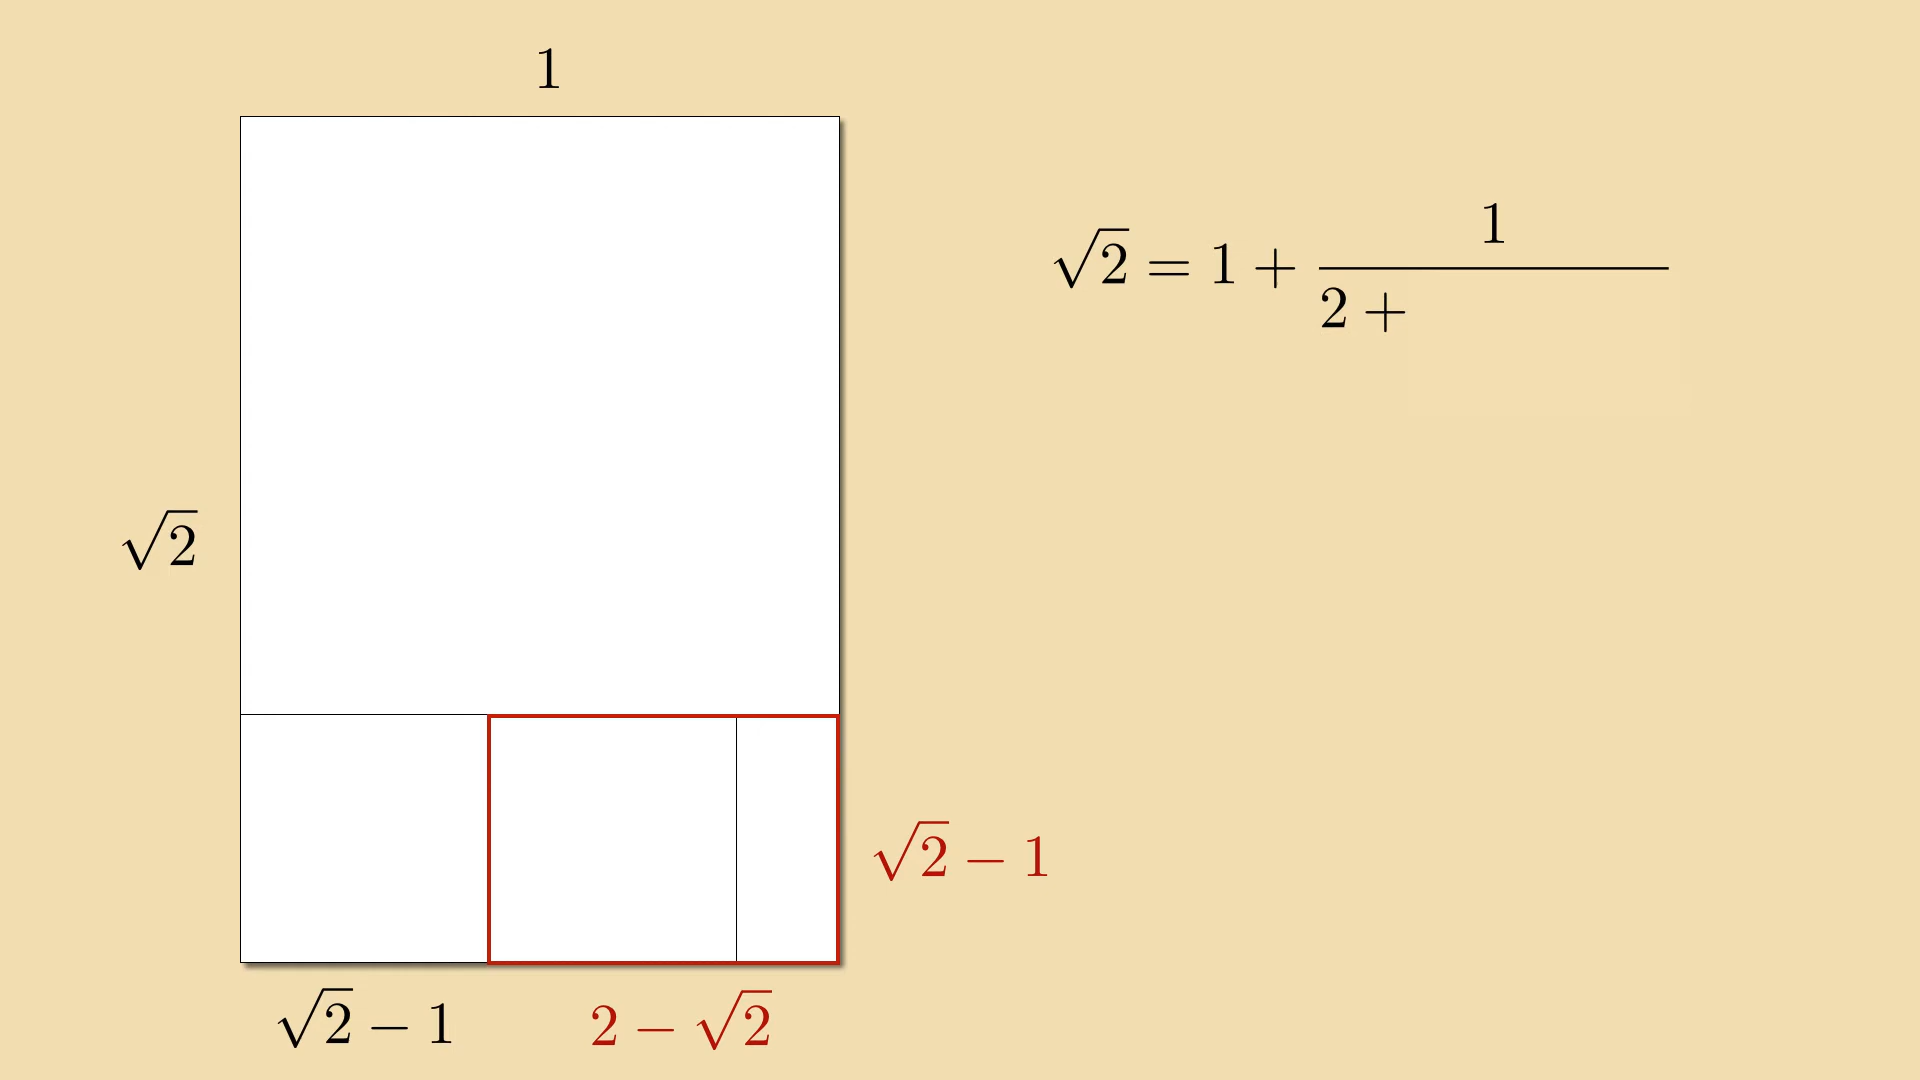 1
√2 = 1 + 1
2 +
√2
√2 − 1
√2 − 1
2 − √2